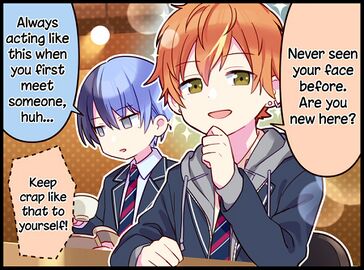 Never seen
your face
before.
Are you
new here?
Always
acting like
this when
you first
meet
someone,
huh...
Keep
crap like
that to
yourself!